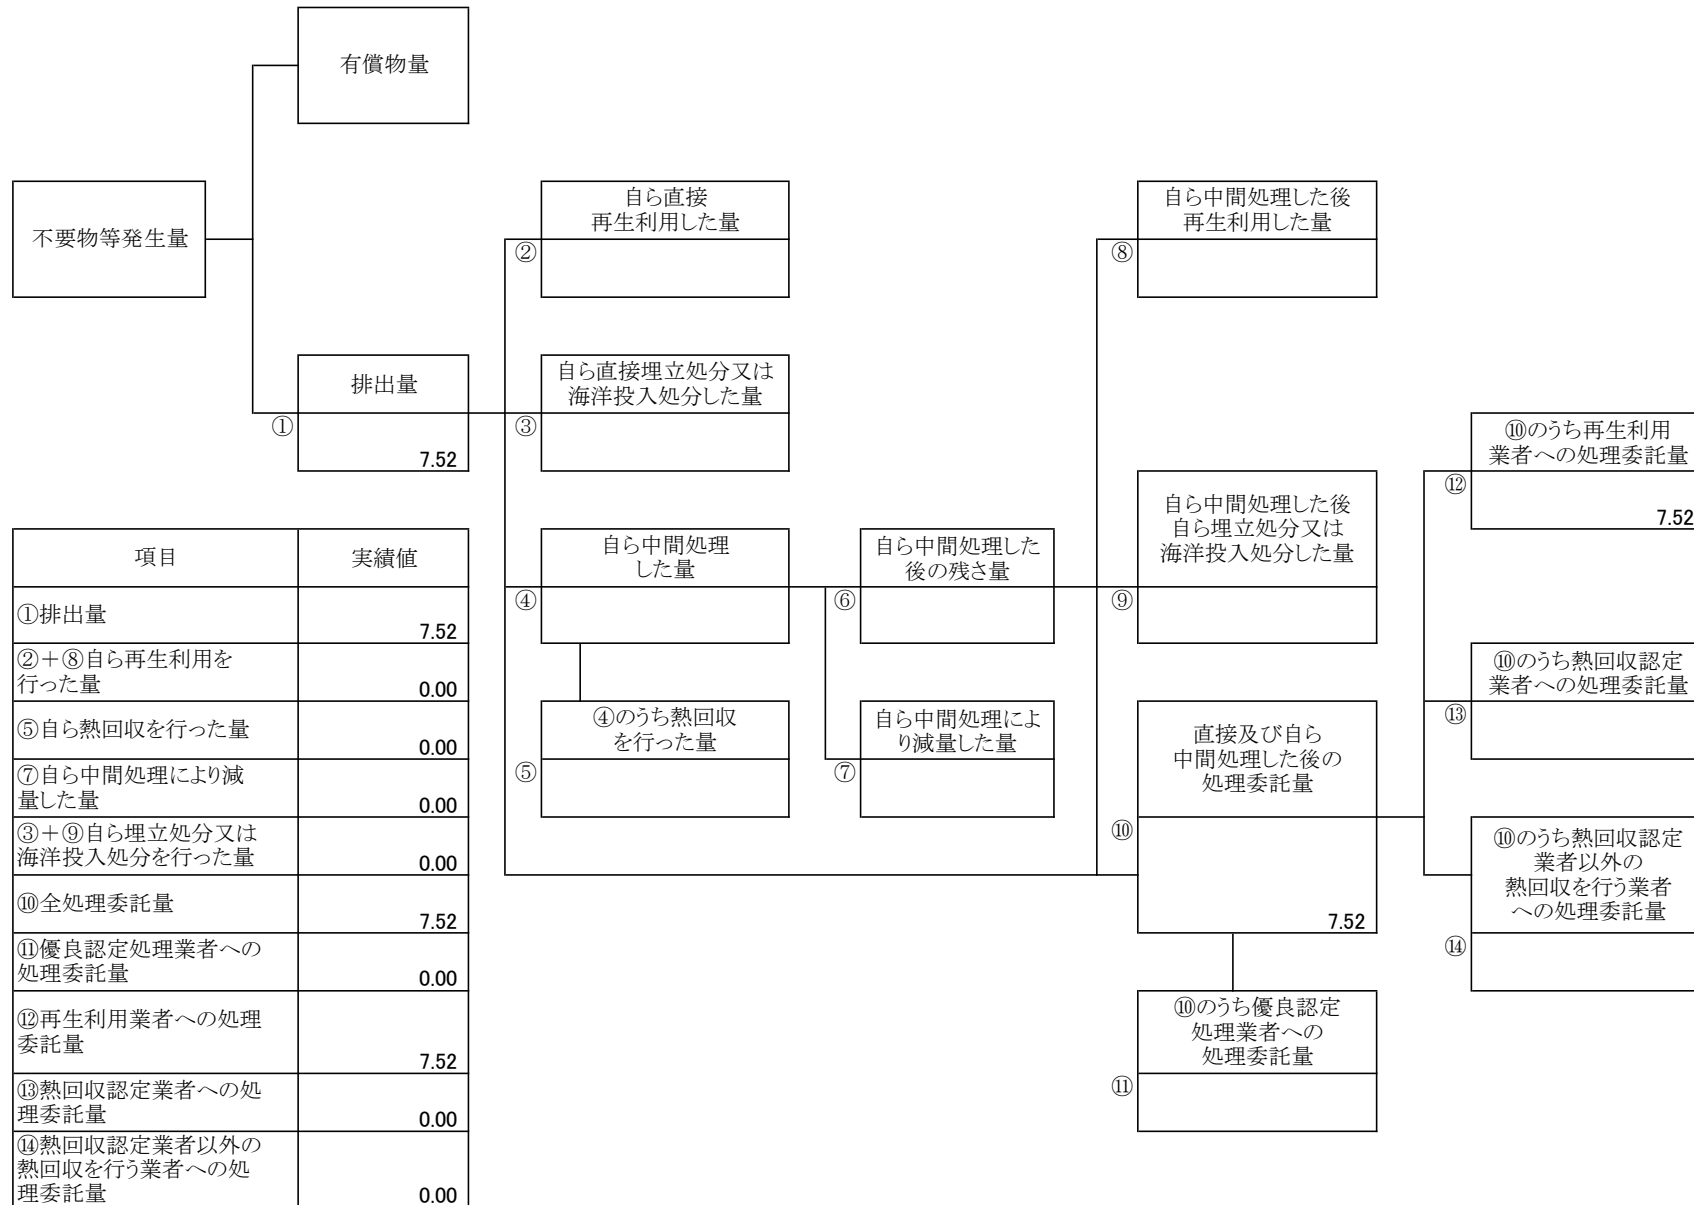 有償物量
不要物等発生量
自ら直接
再生利用した量
②
自ら中間処理した後
再生利用した量
⑧
排出量
①
7.52
自ら直接埋立処分又は
海洋投入処分した量
③
⑩のうち再生利用
業者への処理委託量
⑫
7.52
自ら中間処理
した量
④
自ら中間処理した
後の残さ量
⑥
自ら中間処理した後
自ら埋立処分又は
海洋投入処分した量
⑨
④のうち熱回収
を行った量
⑤
自ら中間処理によ
り減量した量
⑦
直接及び自ら
中間処理した後の
処理委託量
⑩
7.52
⑩のうち熱回収認定
業者への処理委託量
⑬
⑩のうち熱回収認定
業者以外の
熱回収を行う業者
への処理委託量
⑭
⑩のうち優良認定
処理業者への
処理委託量
⑪
項目 実績値
①排出量
7.52
②+⑧自ら再生利用を
行った量
0.00
⑤自ら熱回収を行った量
0.00
⑦自ら中間処理により減
量した量
0.00
③+⑨自ら埋立処分又は
海洋投入処分を行った量
0.00
⑩全処理委託量
7.52
⑪優良認定処理業者への
処理委託量
0.00
⑫再生利用業者への処理
委託量
7.52
⑬熱回収認定業者への処
理委託量
0.00
⑭熱回収認定業者以外の
熱回収を行う業者への処
理委託量
0.00